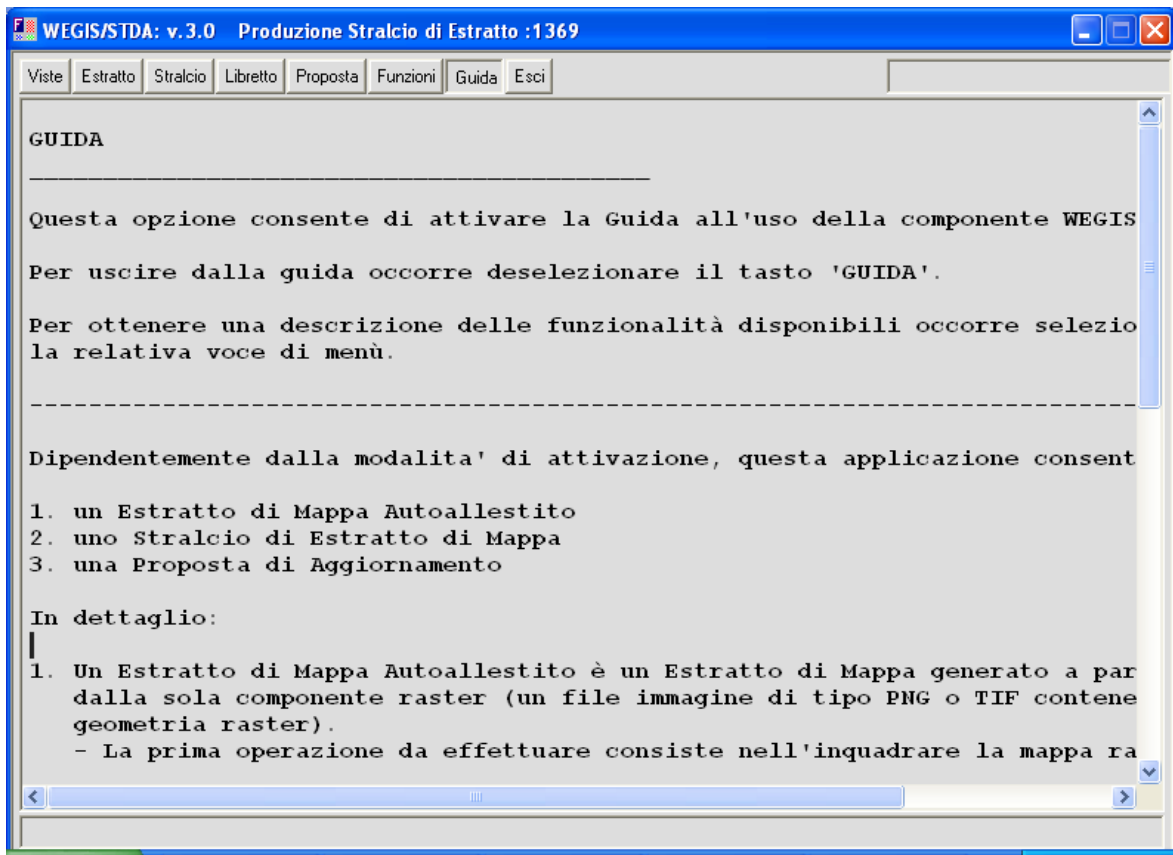 WEGIS/STDA: v.3.0 Produzione Stralcio di Estratto :1369
Viste Estratto Stralcio Libretto Proposta Funzioni Guida Esci
GUIDA
__________________________________________
Questa opzione consente di attivare la Guida all'uso della componente WEGIS
Per uscire dalla guida occorre deselezionare il tasto 'GUIDA'.
Per ottenere una descrizione delle funzionalità disponibili occorre selezio
la relativa voce di menù.
---------------------------------------------------------------------------
Dipendentemente dalla modalita' di attivazione, questa applicazione consent
1. un Estratto di Mappa Autoallestito
2. uno Stralcio di Estratto di Mappa
3. una Proposta di Aggiornamento
In dettaglio:
1. Un Estratto di Mappa Autoallestito è un Estratto di Mappa generato a par
dalla sola componente raster (un file immagine di tipo PNG o TIF contene
geometria raster).
- La prima operazione da effettuare consiste nell'inquadrare la mappa ra